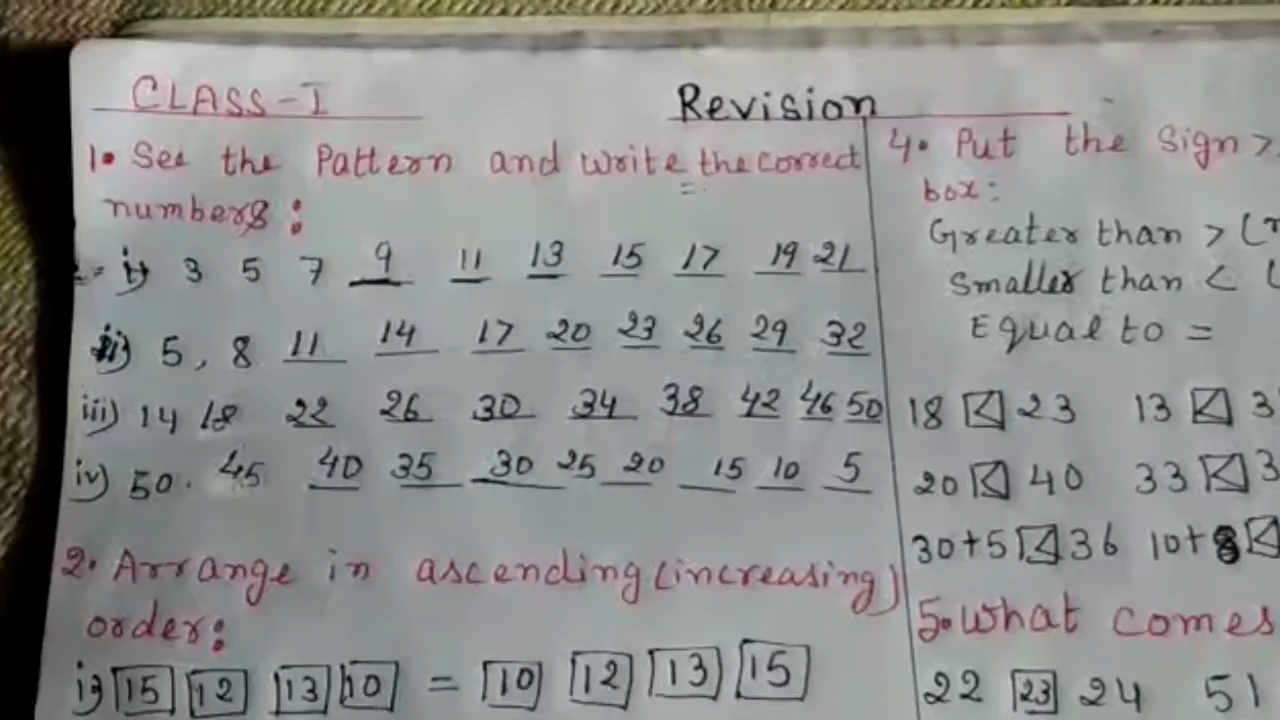 CLASS-I
Revision
1. See the Pattern and write the correct
numbers:
i) 3 5 7 9 11 13 15 17 19 21
ii) 5, 8 11 14 17 20 23 26 29 32
iii) 14 18 22 26 30 34 38 42 46 50
iv) 50. 45 40 35 30 25 20 15 10 5
2. Arrange in ascending (increasing)
order:
i) 15 12 13 10 = 10 12 13 15
4. Put the Sign >
box:
Greater than > (
Smaller than < (
Equal to =
18 < 23 13 < 3
20 < 40 33 < 3
30+5 < 36 10+8 <
5. What comes
22 23 24 51